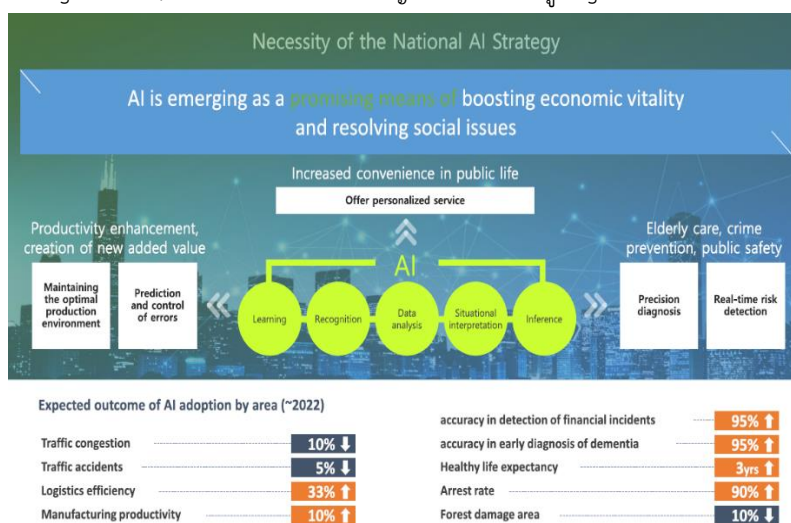 Necessity of the National AI Strategy
AI is emerging as a promising means of boosting economic vitality
and resolving social issues
Increased convenience in public life
Offer personalized service
Productivity enhancement,
creation of new added value
Maintaining
the optimal
production
environment
Prediction
and control
of errors
AI
Learning
Recognition
Data
analysis
Situational
interpretation
Inference
Elderly care, crime
prevention, public safety
Precision
diagnosis
Real-time risk
detection
Expected outcome of AI adoption by area (~2022)
Traffic congestion 10% ⬇
Traffic accidents 5% ⬇
Logistics efficiency 33% ⬆
Manufacturing productivity 10% ⬆
accuracy in detection of financial incidents 95% ⬆
accuracy in early diagnosis of dementia 95% ⬆
Healthy life expectancy 3yrs ⬆
Arrest rate 90% ⬆
Forest damage area 10% ⬇